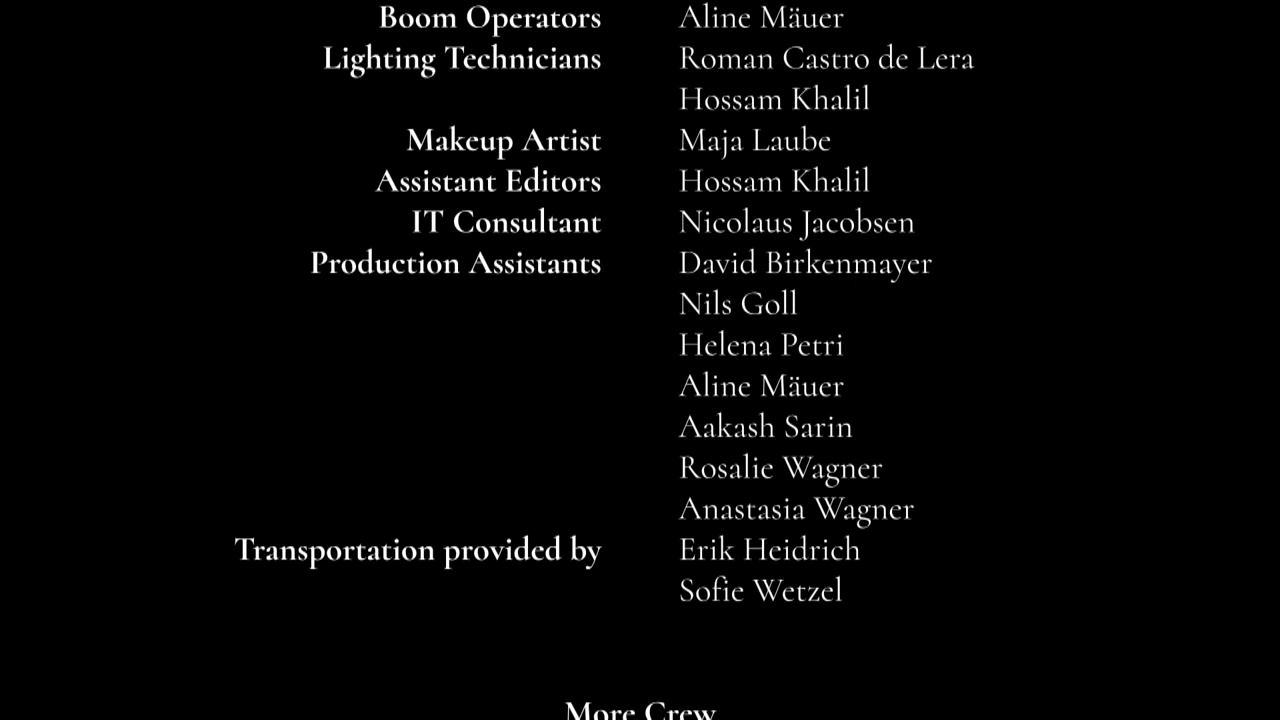 Boom Operators Aline Mäuer
Lighting Technicians Roman Castro de Lera
Hossam Khalil
Makeup Artist Maja Laube
Assistant Editors Hossam Khalil
IT Consultant Nicolaus Jacobsen
Production Assistants David Birkenmayer
Nils Goll
Helena Petri
Aline Mäuer
Aakash Sarin
Rosalie Wagner
Anastasia Wagner
Transportation provided by Erik Heidrich
Sofie Wetzel
More Crew